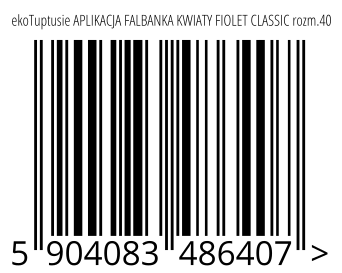 ekoTuptusie APLIKACJA FALBANKA KWIATY FIOLET CLASSIC rozm.40
5 904083 486407 >